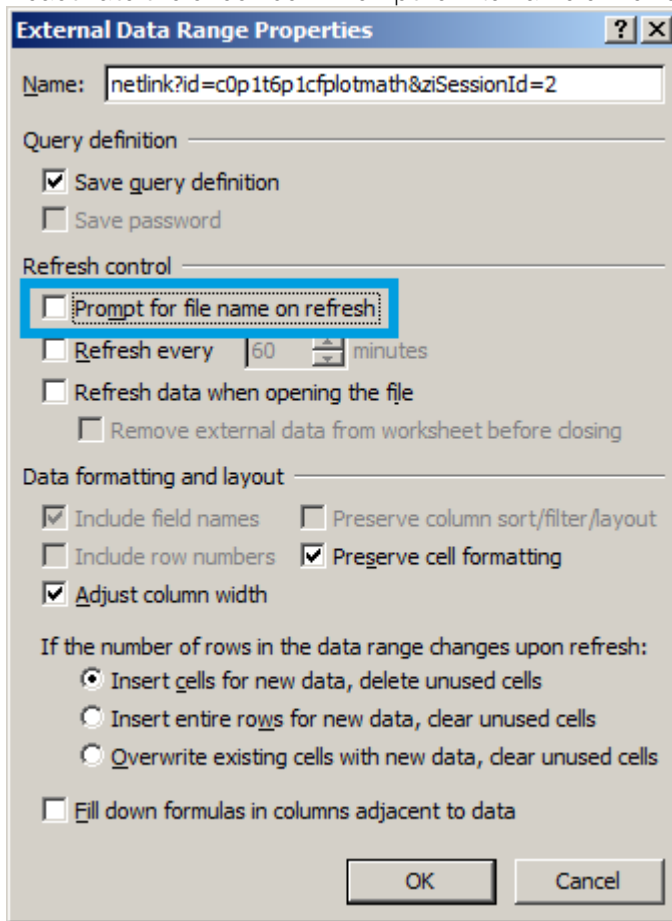 External Data Range Properties
Name: netlink?id=c0p1t6p1cfplotmath&ziSessionId=2
Query definition
Save query definition
Save password
Refresh control
Prompt for file name on refresh
Refresh every 60 minutes
Refresh data when opening the file
Remove external data from worksheet before closing
Data formatting and layout
Include field names Preserve column sort/filter/layout
Include row numbers Preserve cell formatting
Adjust column width
If the number of rows in the data range changes upon refresh:
Insert cells for new data, delete unused cells
Insert entire rows for new data, clear unused cells
Overwrite existing cells with new data, clear unused cells
Fill down formulas in columns adjacent to data
OK Cancel